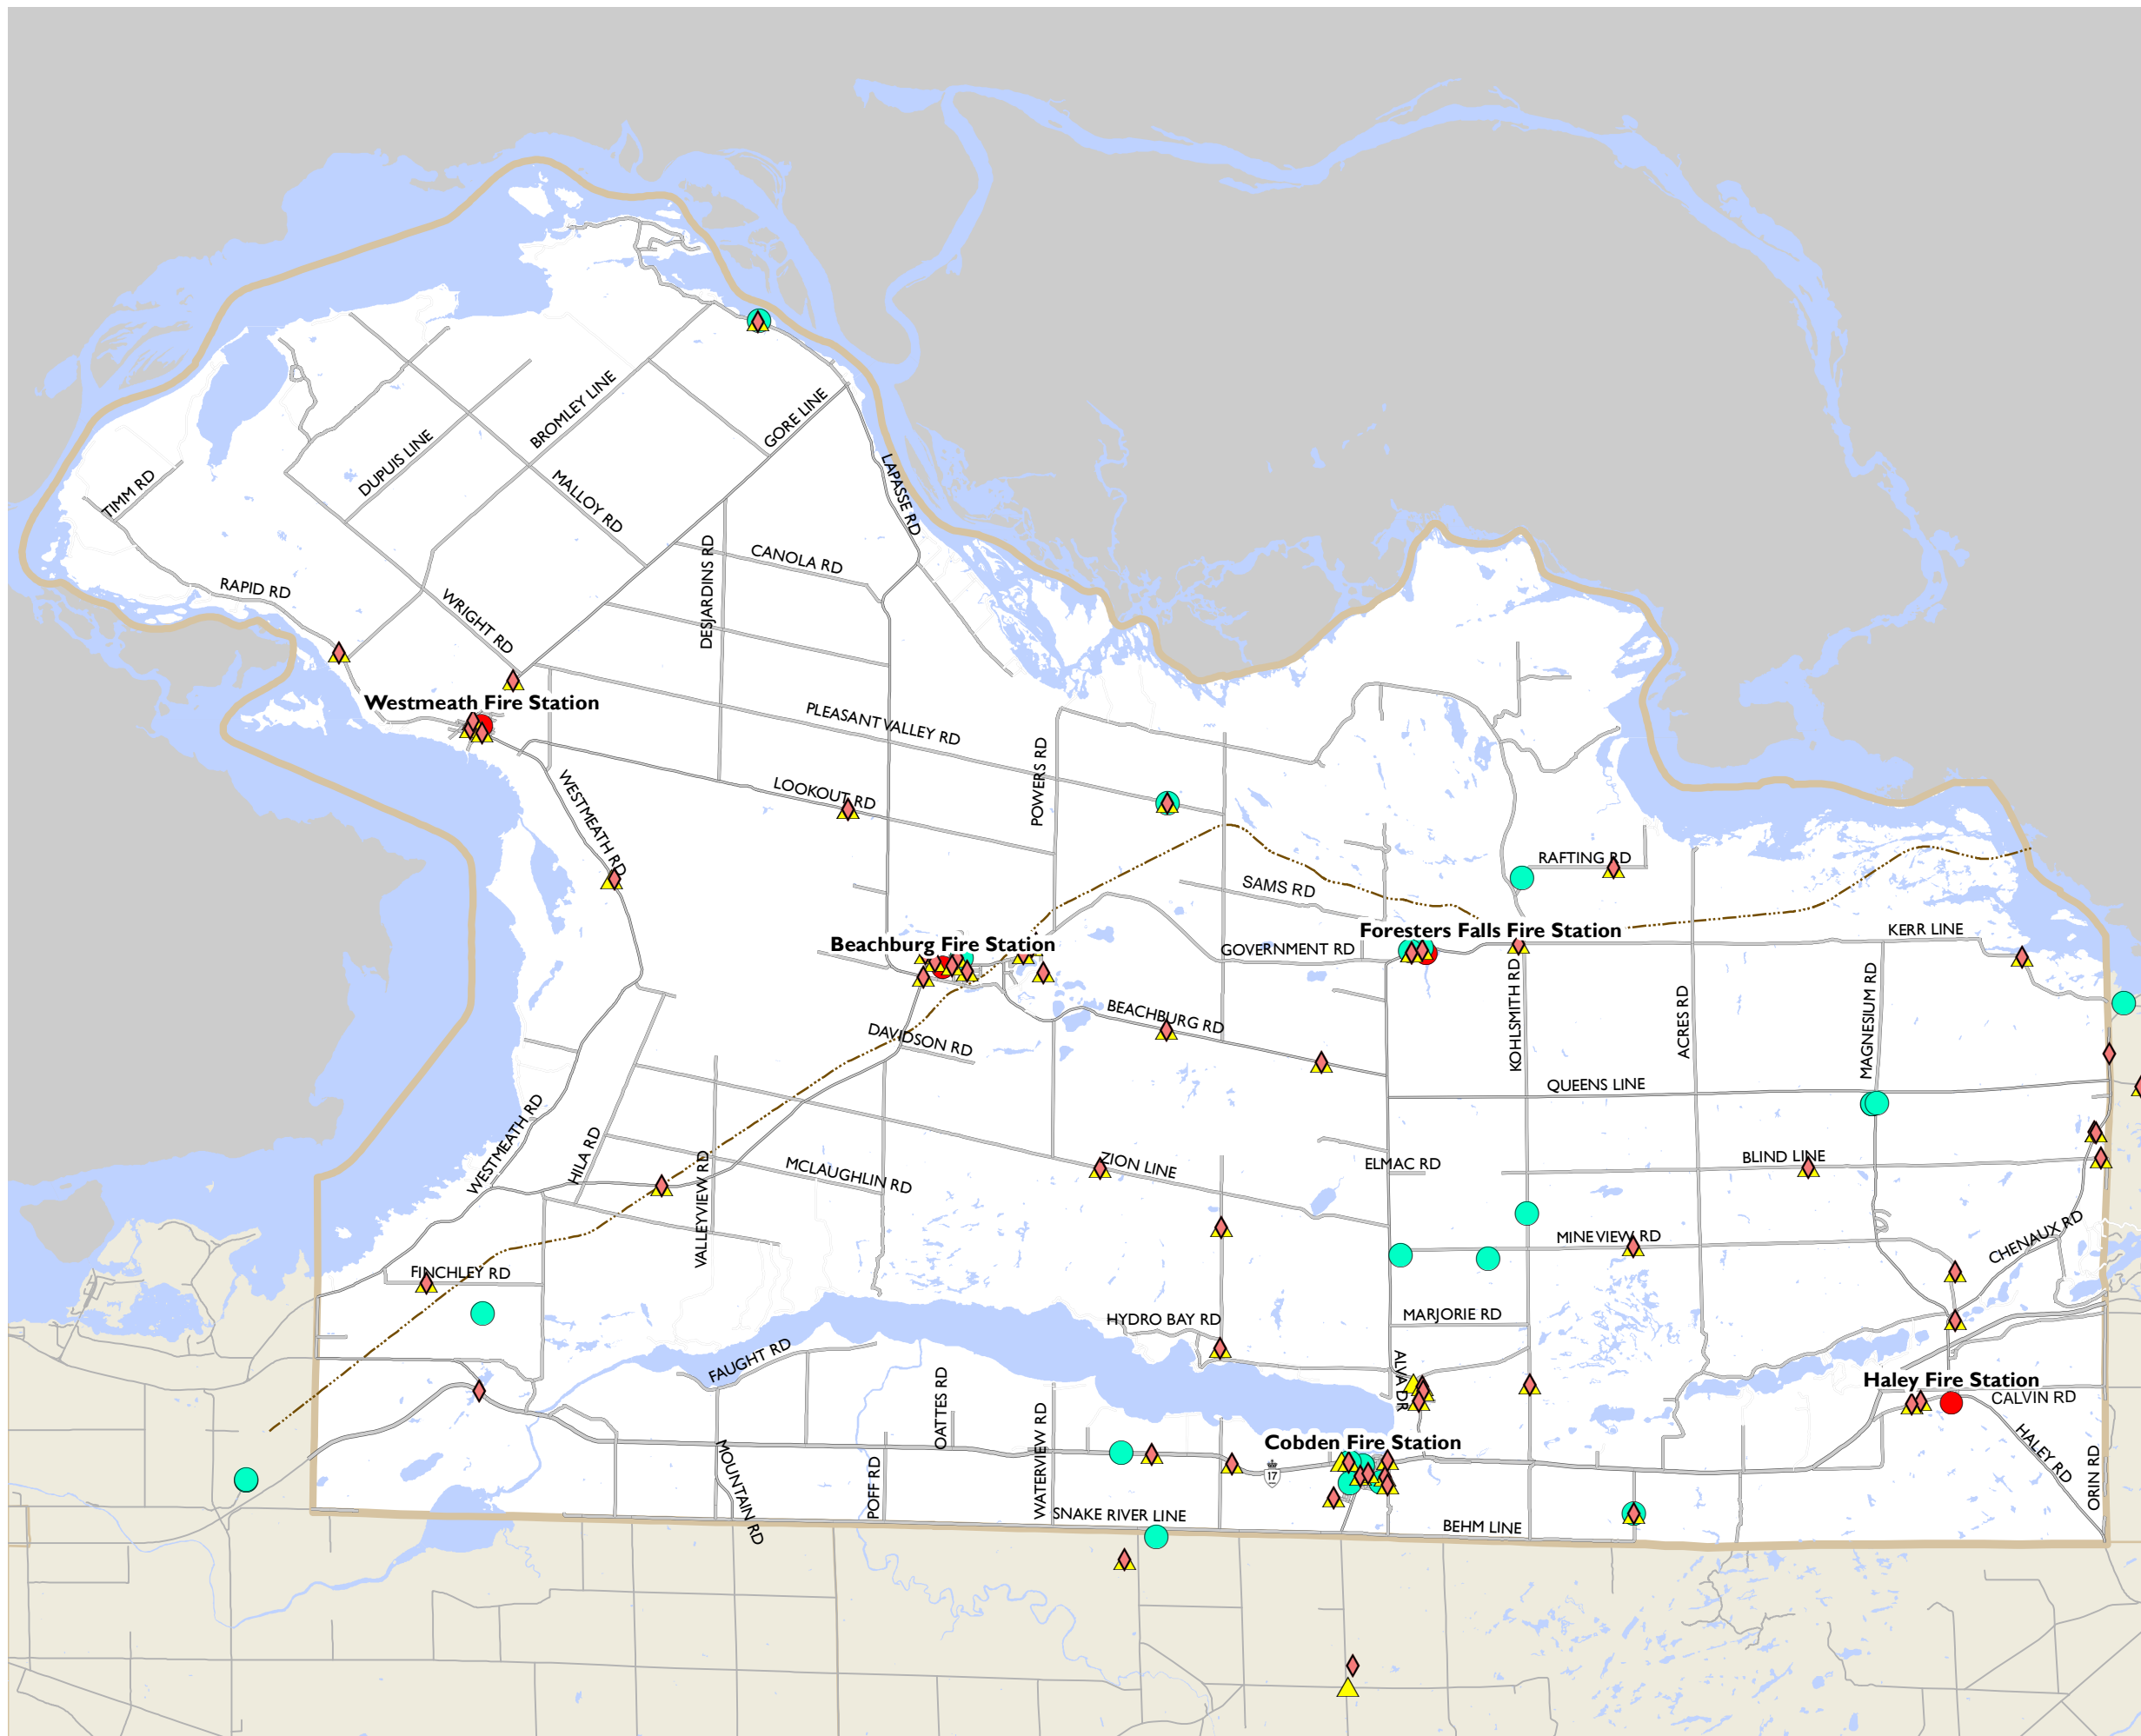 BROMLEY LINE
GORE LINE
DUPUIS LINE
LAPASSE RD
TIMM RD
MALLOY RD
CANOLA RD
DESJARDINS RD
RAPID RD
WRIGHT RD
Westmeath Fire Station
PLEASANT VALLEY RD
POWERS RD
LOOKOUT RD
WESTMEATH RD
RAFTING RD
SAMS RD
Foresters Falls Fire Station
KERR LINE
Beachburg Fire Station
GOVERNMENT RD
KOHLSMITH RD
ACRES RD
MAGNESIUM RD
BEACHBURG RD
DAVIDSON RD
QUEENS LINE
WESTMEATH RD
HILA RD
VALLEYVIEW RD
MCLAUGHLIN RD
ZION LINE
ELMAC RD
BLIND LINE
MINEVIEW RD
CHENAUX RD
FINCHLEY RD
HYDRO BAY RD
MARJORIE RD
FAUGHT RD
ALVA DR
Haley Fire Station
CALVIN RD
OATTES RD
WATERVIEW RD
Cobden Fire Station
HALEY RD
ORIN RD
17
MOUNTAIN RD
POFF RD
SNAKE RIVER LINE
BEHM LINE